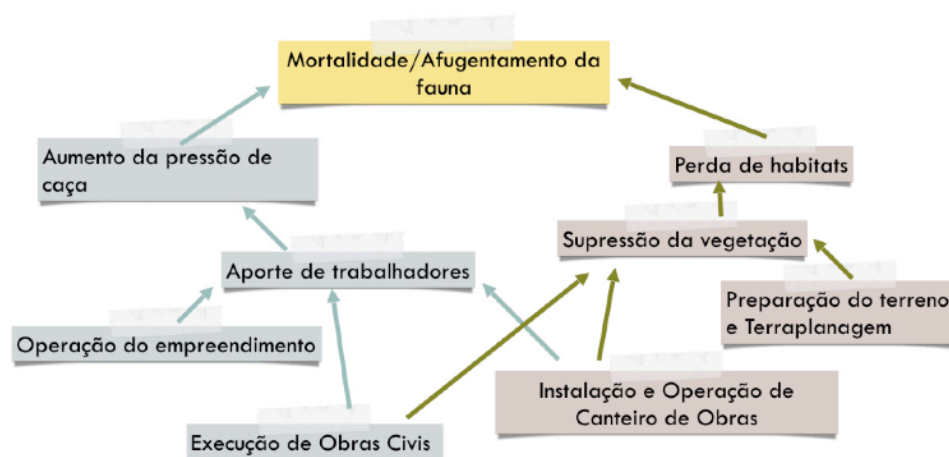 Mortalidade/Afugentamento da
fauna
Aumento da pressão de
caça
Perda de habitats
Supressão da vegetação
Aporte de trabalhadores
Preparação do terreno
e Terraplanagem
Operação do empreendimento
Instalação e Operação de
Canteiro de Obras
Execução de Obras Civis